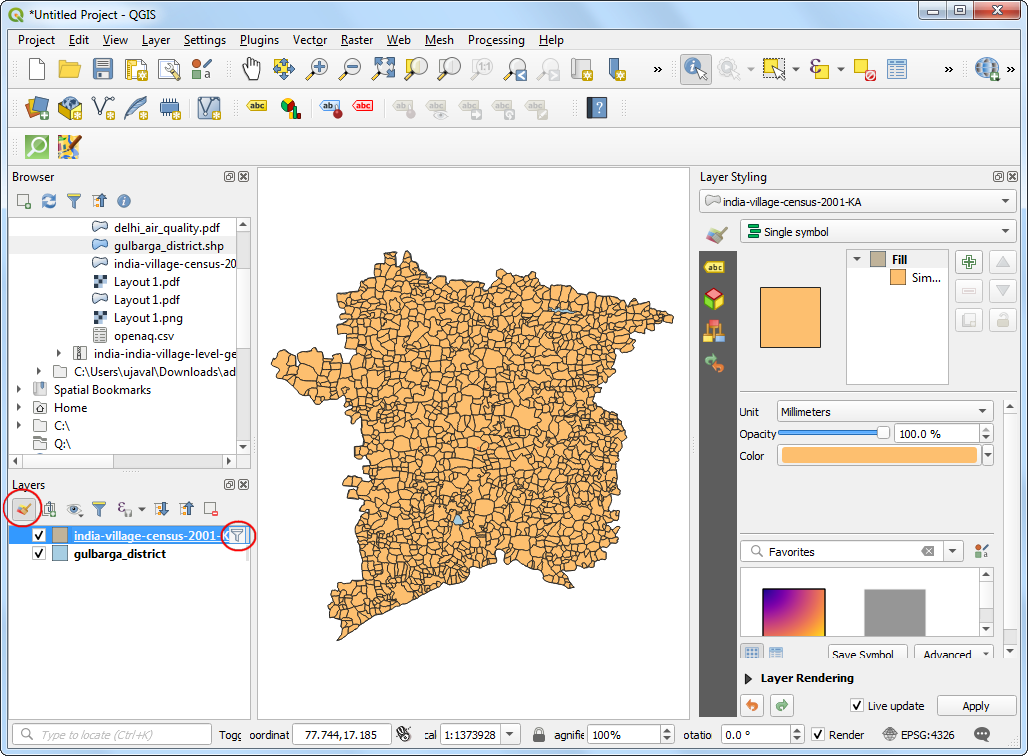 *Untitled Project - QGIS
Project Edit View Layer Settings Plugins Vector Raster Web Mesh Processing Help
Browser
delhi_air_quality.pdf
gulbarga_district.shp
india-village-census-20
Layout 1.pdf
Layout 1.pdf
Layout 1.png
openaq.csv
india-india-village-level-ge
C:\Users\ujaval\Downloads\ad
Spatial Bookmarks
Home
C:\
Q:\
Layers
india-village-census-2001-K
gulbarga_district
Layer Styling
india-village-census-2001-KA
Single symbol
Fill
Sim...
Unit Millimeters
Opacity 100.0 %
Color
Favorites
Save Symbol
Advanced
Layer Rendering
Live update Apply
Type to locate (Ctrl+K) Togg oordinat 77.744,17.185 cal 1:1373928 agnifie 100% otatio 0.0 ° Render EPSG:4326